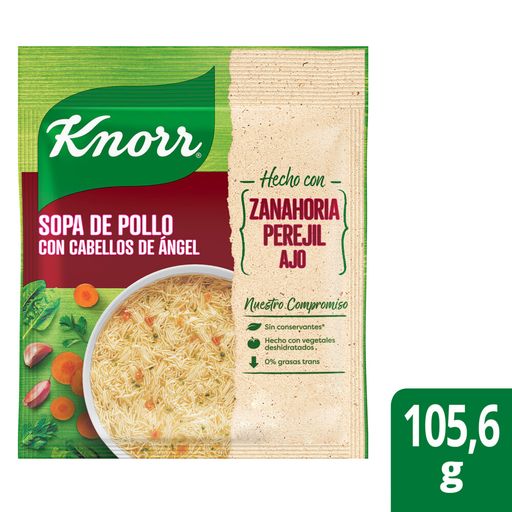 Knorr®
SOPA DE POLLO
CON CABELLOS DE ÁNGEL
Hecho con
ZANAHORIA
PEREJIL
AJO
Nuestro Compromiso
Sin conservantes*
Hecho con vegetales
deshidratados.
0% grasas trans
105,6
g